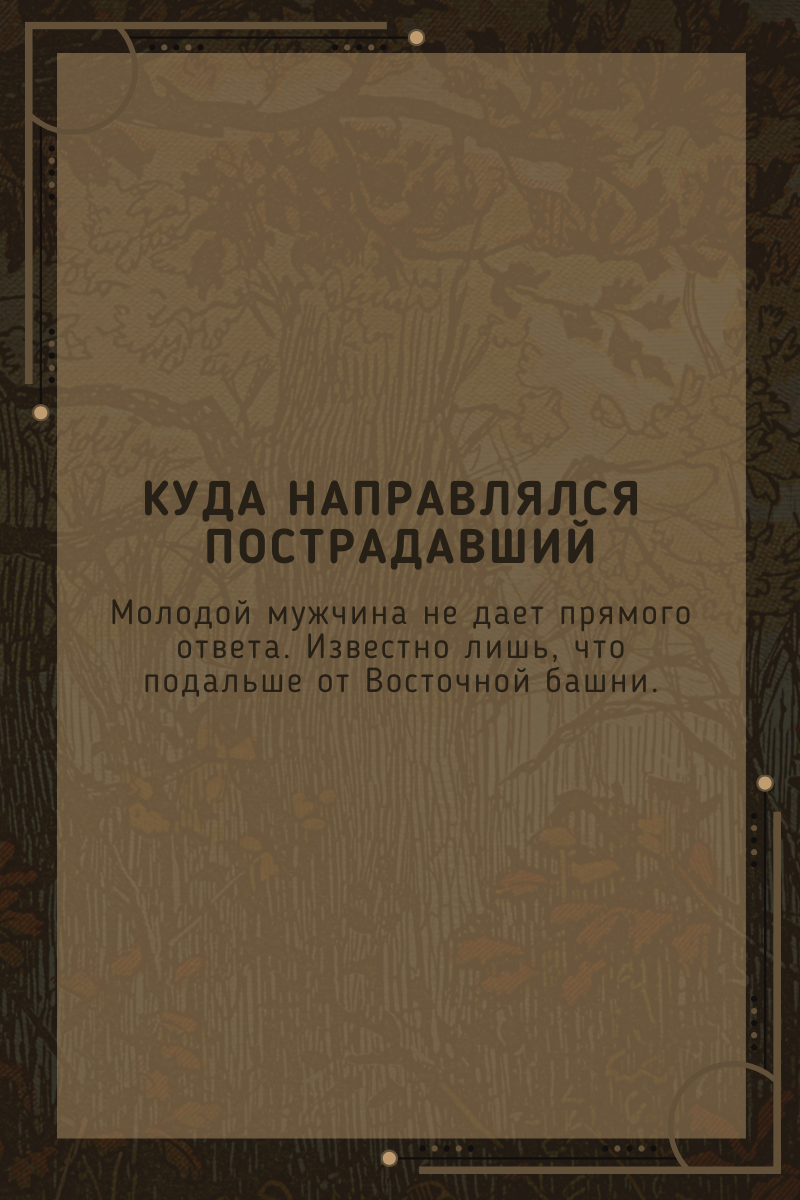 КУДА НАПРАВЛЯЛСЯ
ПОСТРАДАВШИЙ
Молодой мужчина не дает прямого
ответа. Известно лишь, что
подальше от Восточной башни.